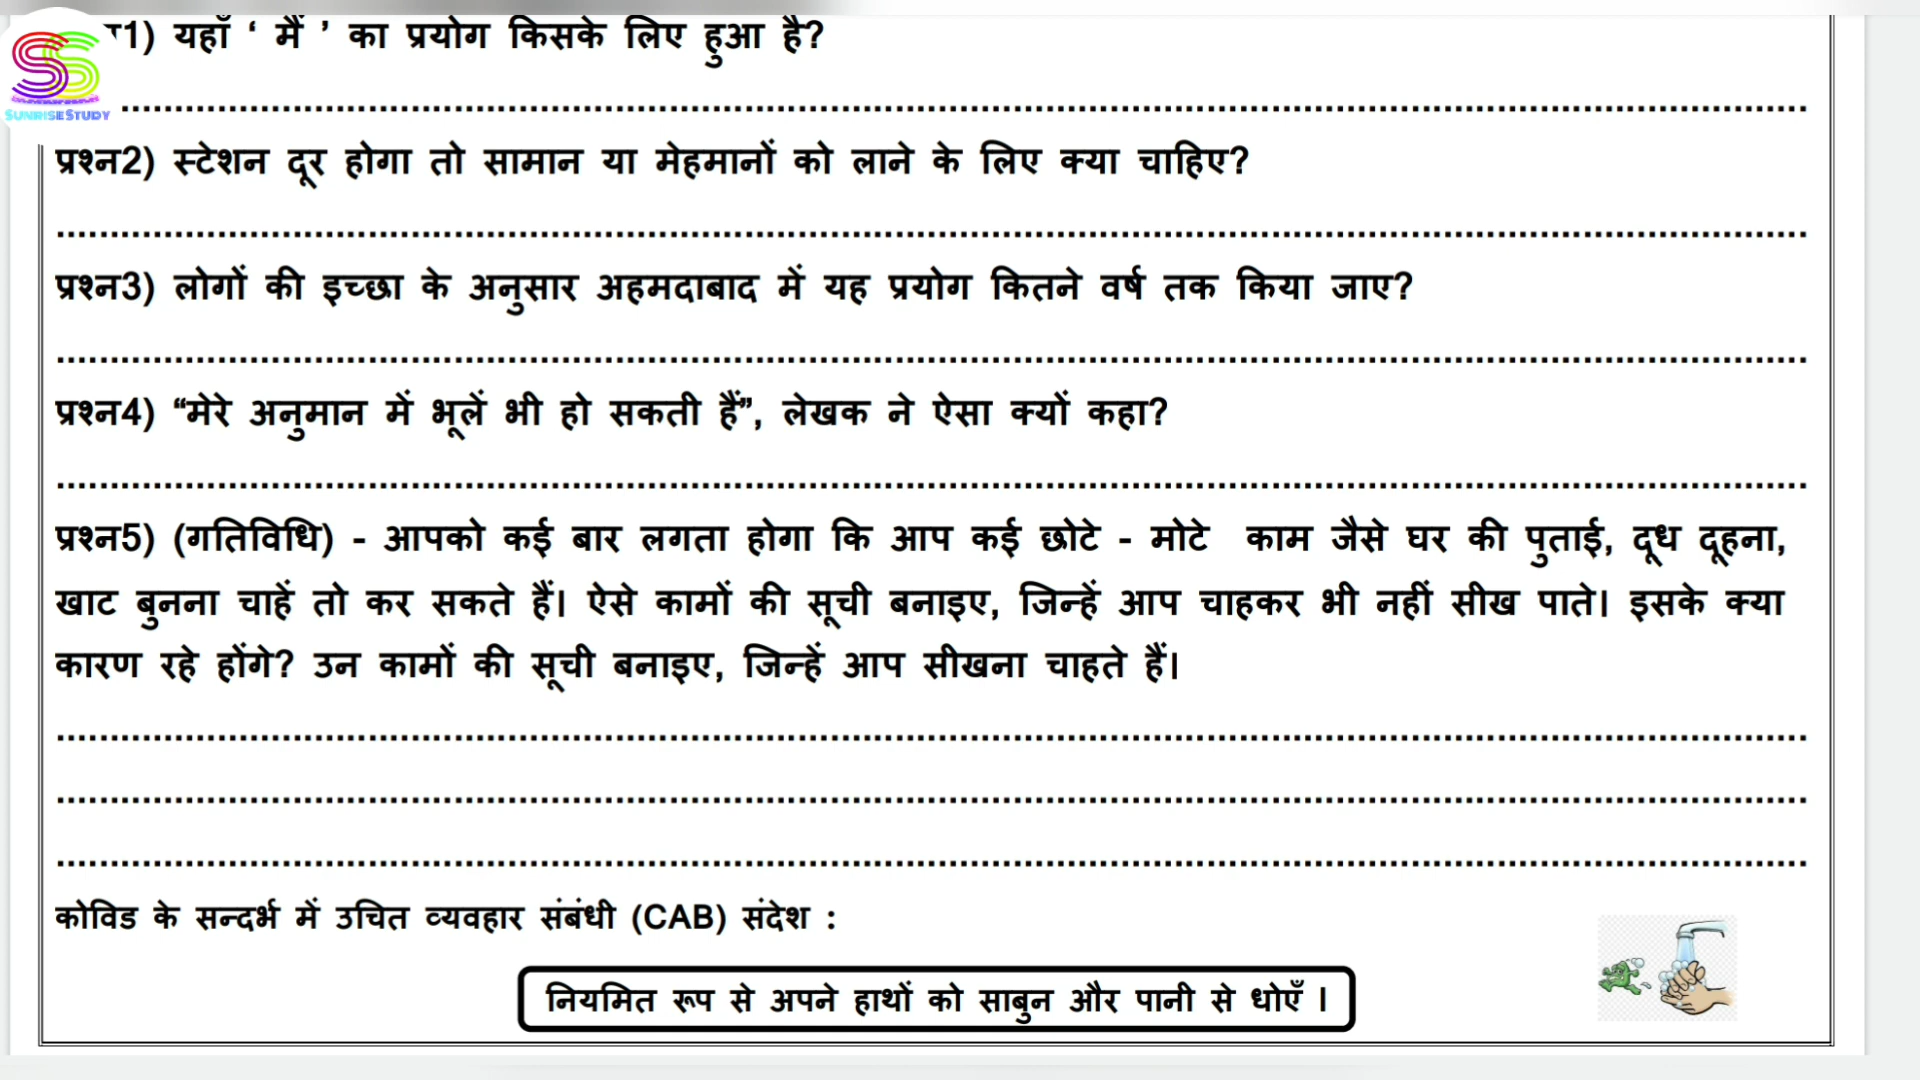 1) यहाँ ‘ मैं ’ का प्रयोग किसके लिए हुआ है?
SUNRISESTUDY
प्रश्न2) स्टेशन दूर होगा तो सामान या मेहमानों को लाने के लिए क्या चाहिए?
प्रश्न3) लोगों की इच्छा के अनुसार अहमदाबाद में यह प्रयोग कितने वर्ष तक किया जाए?
प्रश्न4) “मेरे अनुमान में भूलें भी हो सकती हैं”, लेखक ने ऐसा क्यों कहा?
प्रश्न5) (गतिविधि) - आपको कई बार लगता होगा कि आप कई छोटे - मोटे काम जैसे घर की पुताई, दूध दूहना,
खाट बुनना चाहें तो कर सकते हैं। ऐसे कामों की सूची बनाइए, जिन्हें आप चाहकर भी नहीं सीख पाते। इसके क्या
कारण रहे होंगे? उन कामों की सूची बनाइए, जिन्हें आप सीखना चाहते हैं।
कोविड के सन्दर्भ में उचित व्यवहार संबंधी (CAB) संदेश :
नियमित रूप से अपने हाथों को साबुन और पानी से धोएँ ।